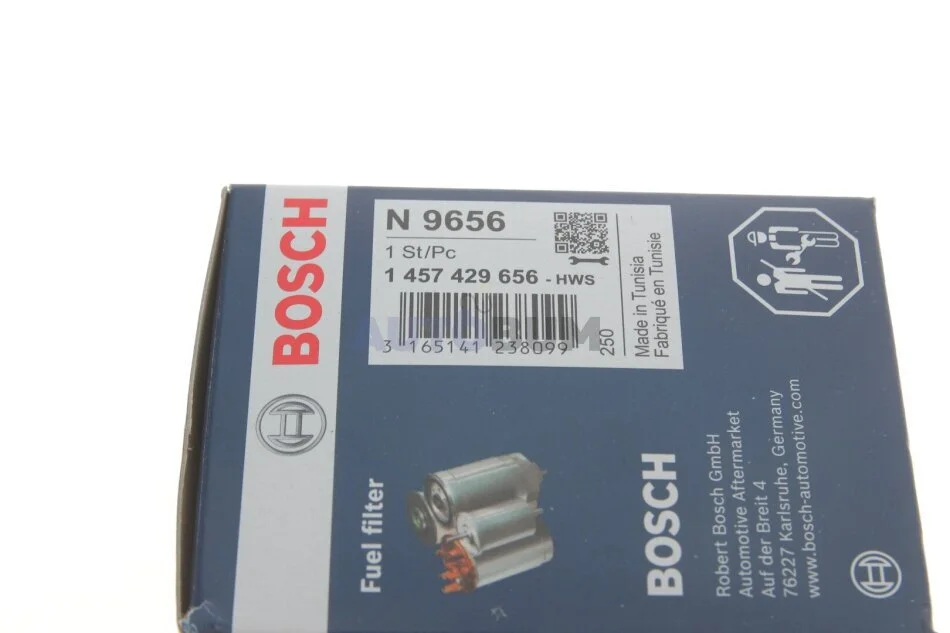 BOSCH
N 9656
1 St/Pc
1 457 429 656 - HWS
3 165141 238099
250
Made in Tunisia
Fabriqué en Tunisie
AUTOBUM
Fuel filter
BOSCH
Robert Bosch GmbH
Automotive Aftermarket
Auf der Breit 4
76227 Karlsruhe, Germany
www.bosch-automotive.com